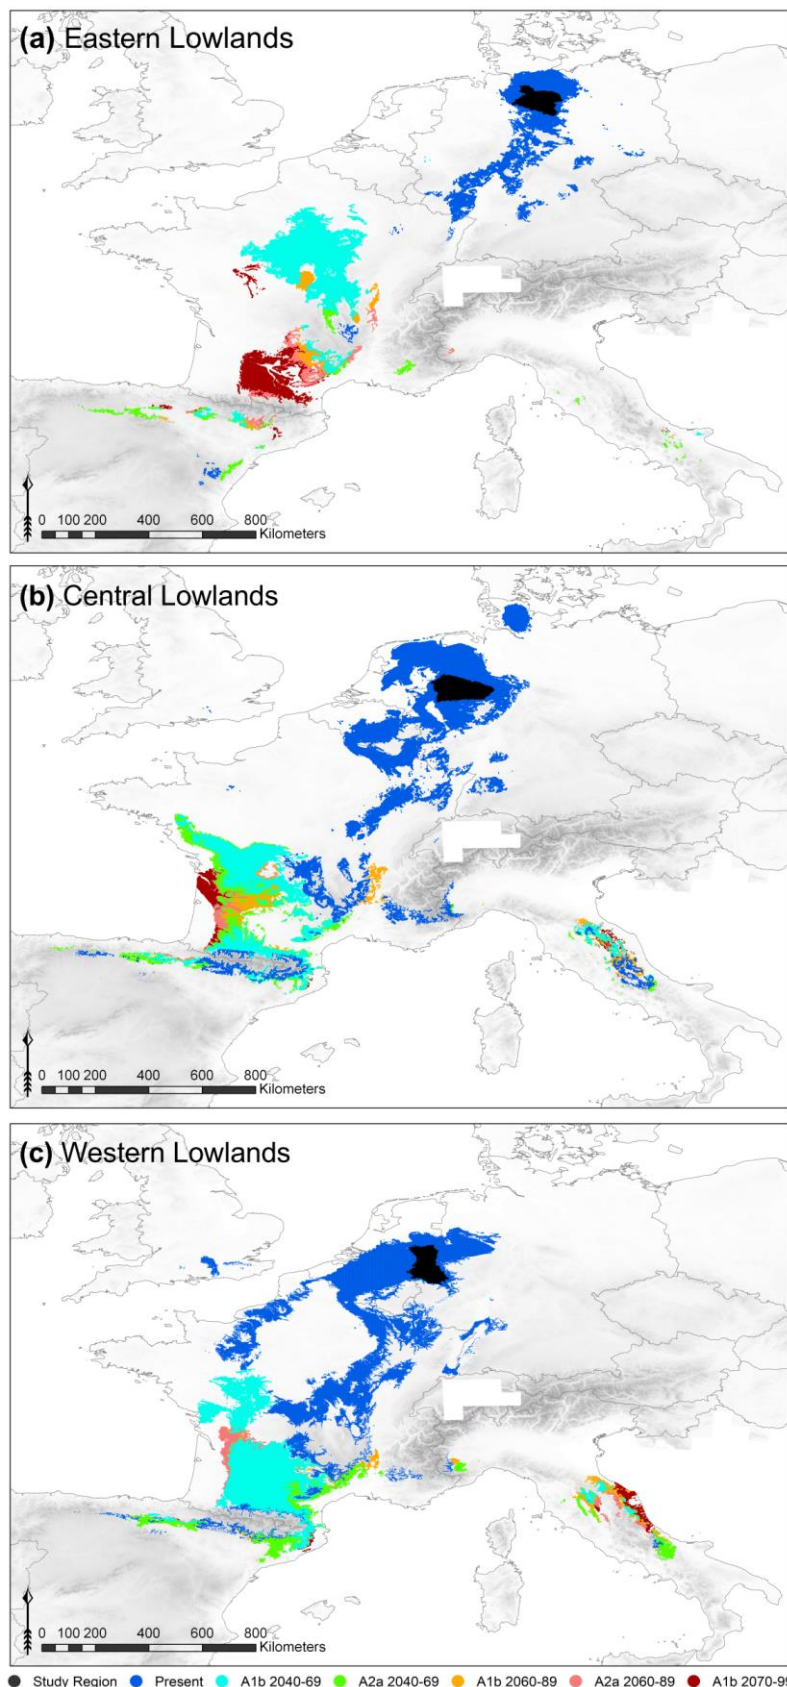 (a) Eastern Lowlands
0 100 200 400 600 800
Kilometers
(b) Central Lowlands
0 100 200 400 600 800
Kilometers
(c) Western Lowlands
0 100 200 400 600 800
Kilometers
Study Region Present A1b 2040-69 A2a 2040-69 A1b 2060-89 A2a 2060-89 A1b 2070-99